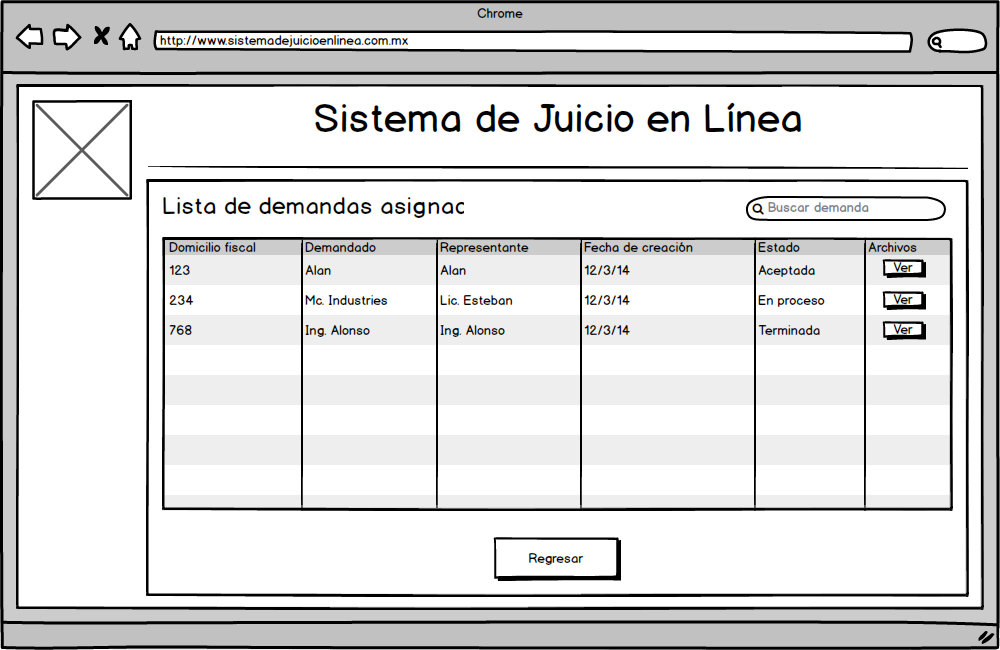 Chrome
http://www.sistemadejuicioenlinea.com.mx
Sistema de Juicio en Línea
Lista de demandas asignac
Buscar demanda
Domicilio fiscal Demandado Representante Fecha de creación Estado Archivos
123 Alan Alan 12/3/14 Aceptada Ver
234 Mc. Industries Lic. Esteban 12/3/14 En proceso Ver
768 Ing. Alonso Ing. Alonso 12/3/14 Terminada Ver
Regresar